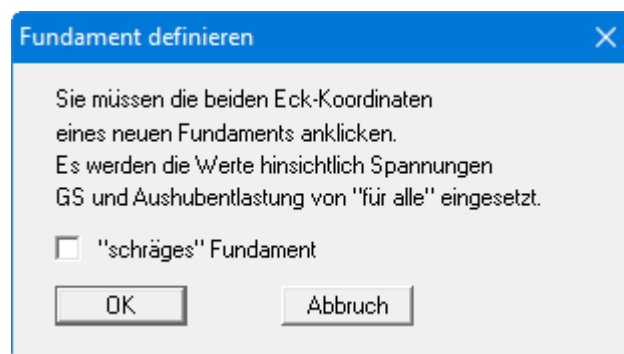 Fundament definieren
Sie müssen die beiden Eck-Koordinaten
eines neuen Fundaments anklicken.
Es werden die Werte hinsichtlich Spannungen
GS und Aushubentlastung von "für alle" eingesetzt.
"schräges" Fundament
OK Abbruch